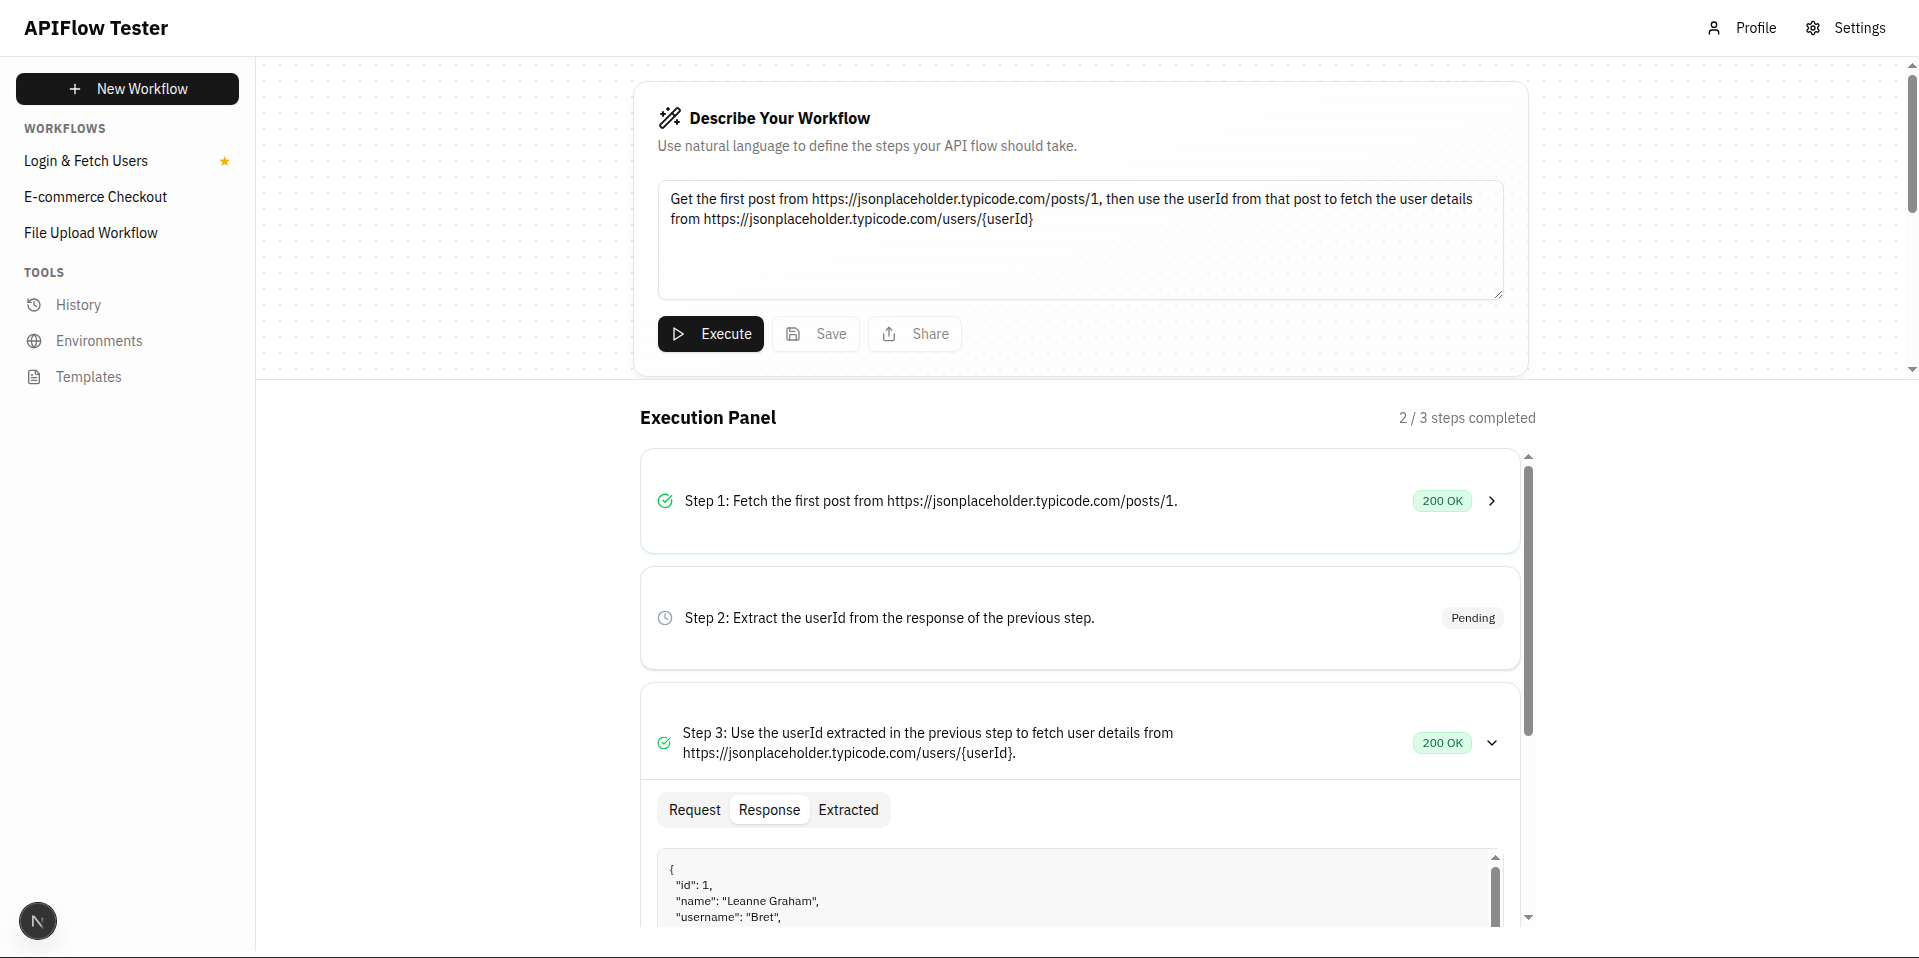 APIFlow Tester
Profile
Settings
New Workflow
WORKFLOWS
Login & Fetch Users
E-commerce Checkout
File Upload Workflow
TOOLS
History
Environments
Templates
Describe Your Workflow
Use natural language to define the steps your API flow should take.
Get the first post from https://jsonplaceholder.typicode.com/posts/1, then use the userId from that post to fetch the user details
from https://jsonplaceholder.typicode.com/users/{userId}
Execute
Save
Share
Execution Panel
2 / 3 steps completed
Step 1: Fetch the first post from https://jsonplaceholder.typicode.com/posts/1.
200 OK
Step 2: Extract the userId from the response of the previous step.
Pending
Step 3: Use the userId extracted in the previous step to fetch user details from
https://jsonplaceholder.typicode.com/users/{userId}.
200 OK
Request
Response
Extracted
{
"id": 1,
"name": "Leanne Graham",
"username": "Bret",
N